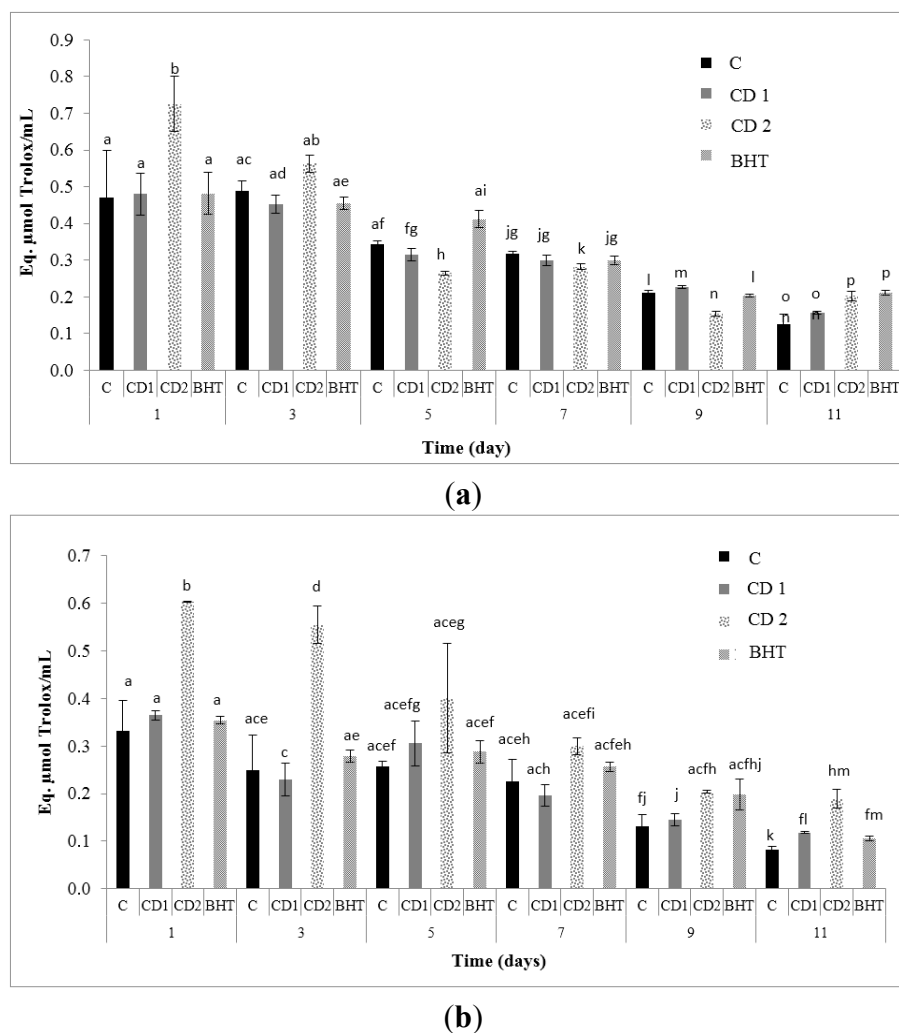 0.9
0.8
0.7
0.6
0.5
0.4
0.3
0.2
0.1
0.0
Eq. μmol Trolox/mL
C
CD 1
CD 2
BHT
a a b a
ac ad ab ae
af fg h ai
jg jg k jg
l m n l
o o p p
n n
C CD1 CD2 BHT C CD1 CD2 BHT C CD1 CD2 BHT C CD1 CD2 BHT C CD1 CD2 BHT C CD1 CD2 BHT
1 3 5 7 9 11
Time (day)
(a)
0.7
0.6
0.5
0.4
0.3
0.2
0.1
0.0
Eq. μmol Trolox/mL
C
CD 1
CD 2
BHT
a a b a
ace c d ae
acef acefg aceg acef
aceh ach acefi acfeh
fj j acfh acfhj
k fl hm fm
C CD1 CD2 BHT C CD1 CD2 BHT C CD1 CD2 BHT C CD1 CD2 BHT C CD1 CD2 BHT C CD1 CD2 BHT
1 3 5 7 9 11
Time (days)
(b)